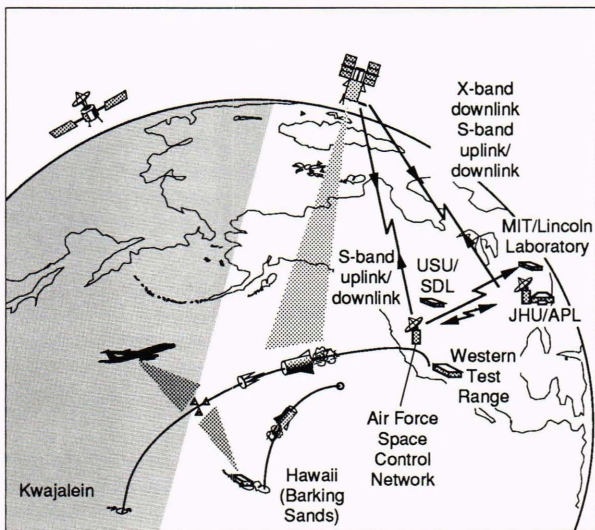 X-band
downlink
S-band
uplink/
downlink
MIT/Lincoln
Laboratory
S-band
uplink/
downlink
USU/
SDL
JHU/APL
Western
Test
Range
Air Force
Space
Control
Network
Hawaii
(Barking
Sands)
Kwajalein